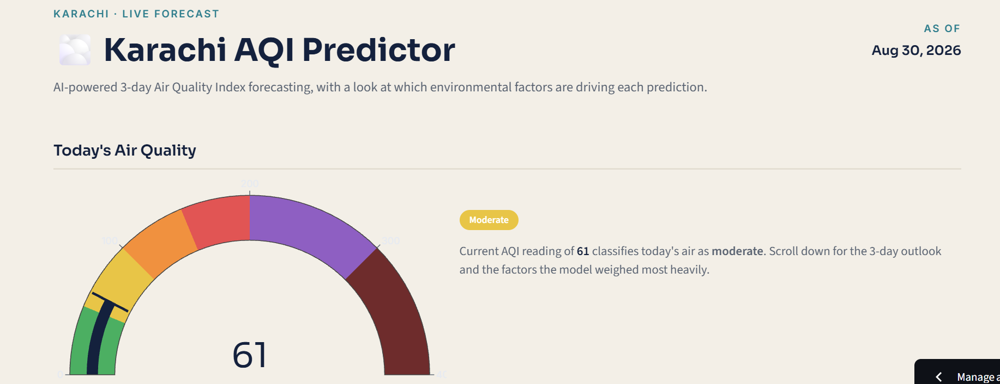 KARACHI · LIVE FORECAST
AS OF
Karachi AQI Predictor
Aug 30, 2026
AI-powered 3-day Air Quality Index forecasting, with a look at which environmental factors are driving each prediction.
Today's Air Quality
200
100
300
Moderate
Current AQI reading of 61 classifies today's air as moderate. Scroll down for the 3-day outlook
and the factors the model weighed most heavily.
61
0
Manage